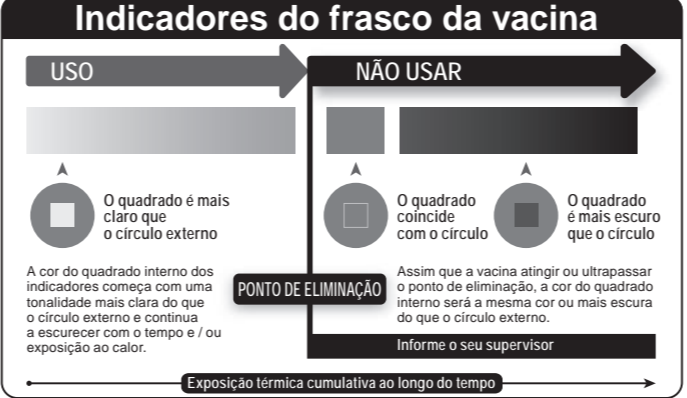 Indicadores do frasco da vacina
USO
NÃO USAR
O quadrado é mais
claro que
o círculo externo
O quadrado
coincide
com o círculo
O quadrado
é mais escuro
que o círculo
A cor do quadrado interno dos
indicadores começa com uma
tonalidade mais clara do que
o círculo externo e continua
a escurecer com o tempo e / ou
exposição ao calor.
PONTO DE ELIMINAÇÃO
Assim que a vacina atingir ou ultrapassar
o ponto de eliminação, a cor do quadrado
interno será a mesma cor ou mais escura
do que o círculo externo.
Informe o seu supervisor
Exposição térmica cumulativa ao longo do tempo